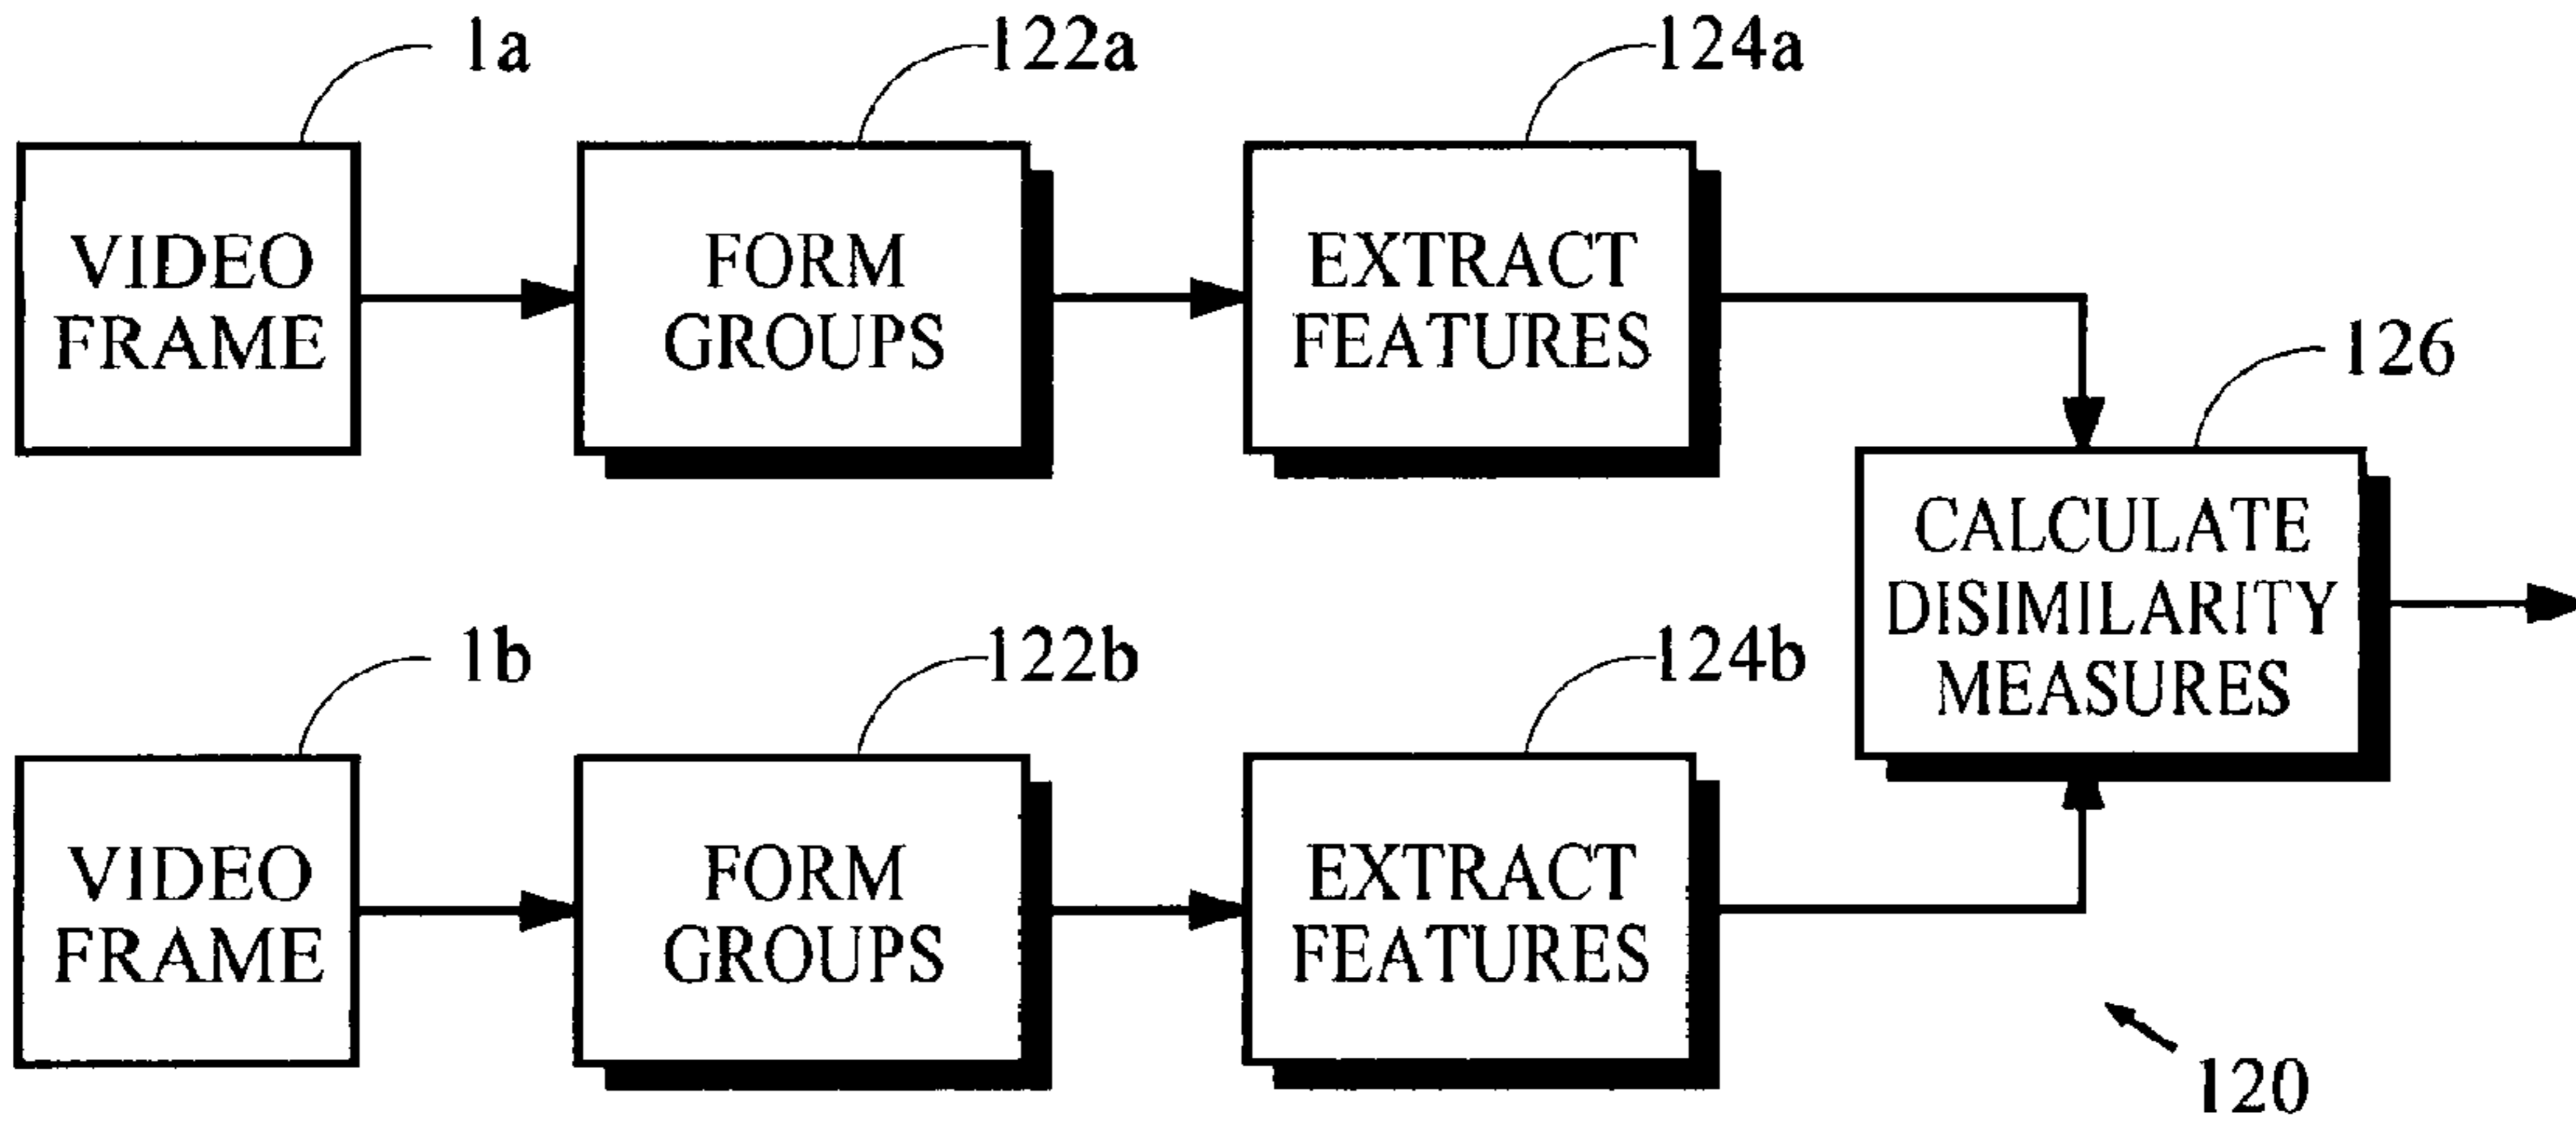 1a
122a
124a
VIDEO
FRAME
FORM
GROUPS
EXTRACT
FEATURES
126
CALCULATE
DISIMILARITY
MEASURES
1b
122b
124b
VIDEO
FRAME
FORM
GROUPS
EXTRACT
FEATURES
120